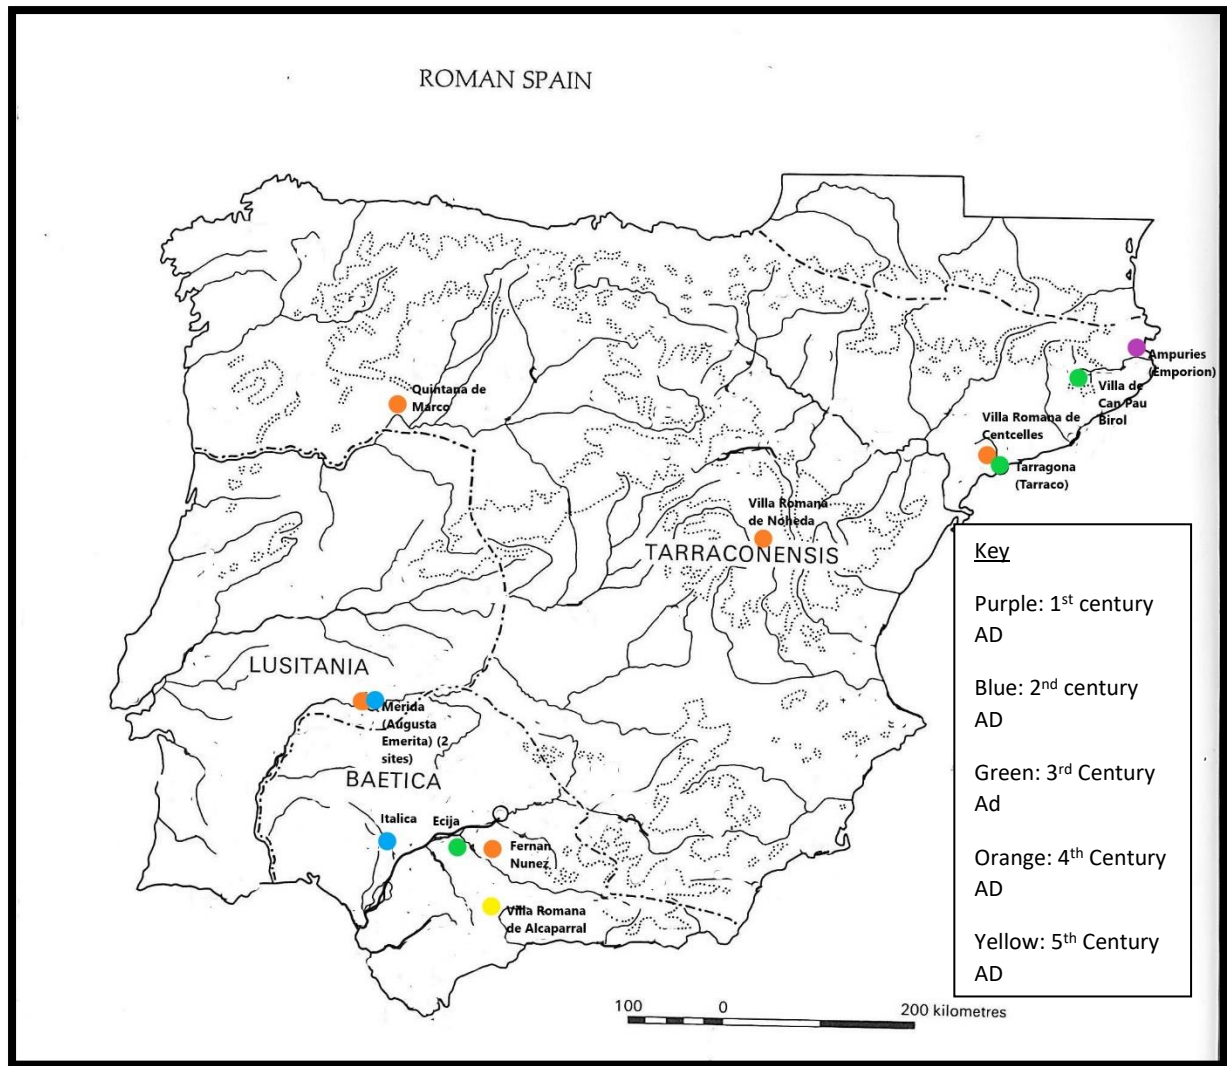 ROMAN SPAIN
Ampuries
(Emporion)
Villa de
Can Pau
Birol
Quintana de
Marco
Villa Romana de
Centcelles
Tarragona
(Tarraco)
Villa Romana
de Noheda
TARRACONENSIS
LUSITANIA
Merida
(Augusta
Emerita) (2
sites)
BAETICA
Italica
Ecija
Fernan
Nunez
Villa Romana
de Alcaparral
Key
Purple: 1st century
AD
Blue: 2nd century
AD
Green: 3rd Century
Ad
Orange: 4th Century
AD
Yellow: 5th Century
AD
100 0 200 kilometres